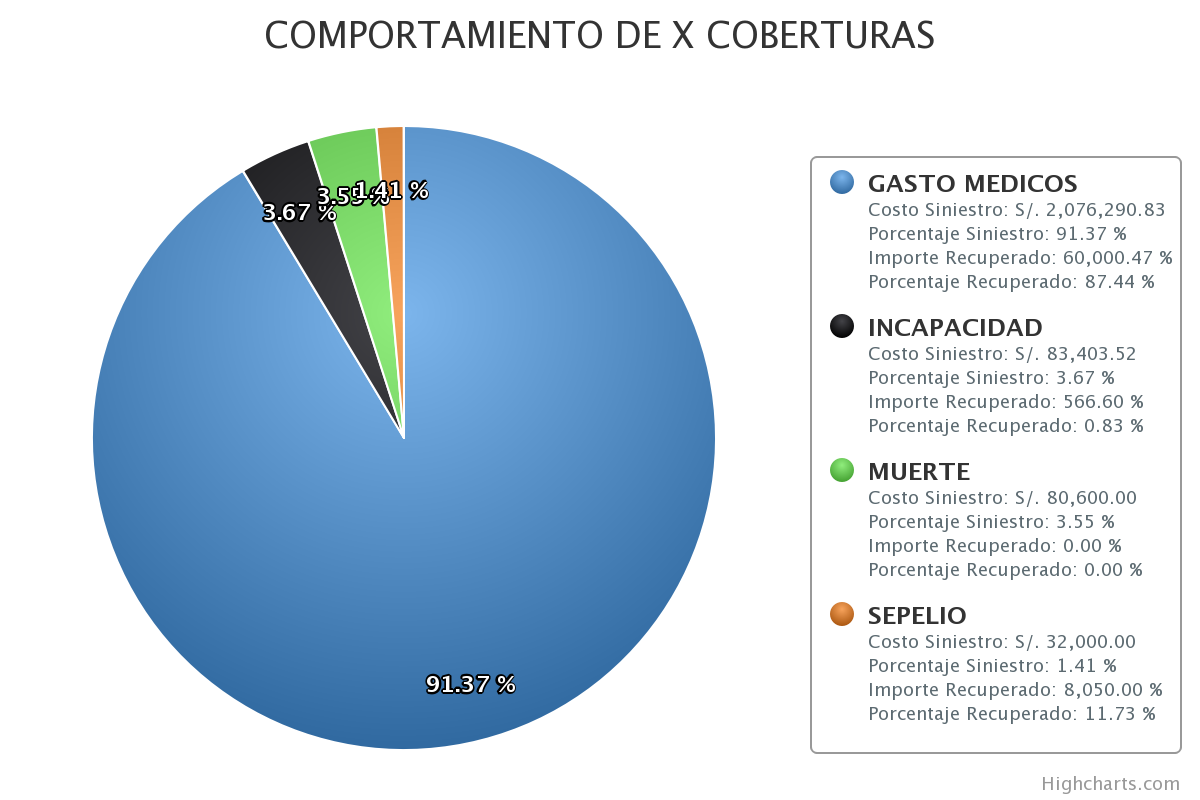 COMPORTAMIENTO DE X COBERTURAS
3.67 %
1.41 %
91.37 %
GASTO MEDICOS
Costo Siniestro: S/. 2,076,290.83
Porcentaje Siniestro: 91.37 %
Importe Recuperado: 60,000.47 %
Porcentaje Recuperado: 87.44 %
INCAPACIDAD
Costo Siniestro: S/. 83,403.52
Porcentaje Siniestro: 3.67 %
Importe Recuperado: 566.60 %
Porcentaje Recuperado: 0.83 %
MUERTE
Costo Siniestro: S/. 80,600.00
Porcentaje Siniestro: 3.55 %
Importe Recuperado: 0.00 %
Porcentaje Recuperado: 0.00 %
SEPELIO
Costo Siniestro: S/. 32,000.00
Porcentaje Siniestro: 1.41 %
Importe Recuperado: 8,050.00 %
Porcentaje Recuperado: 11.73 %
Highcharts.com